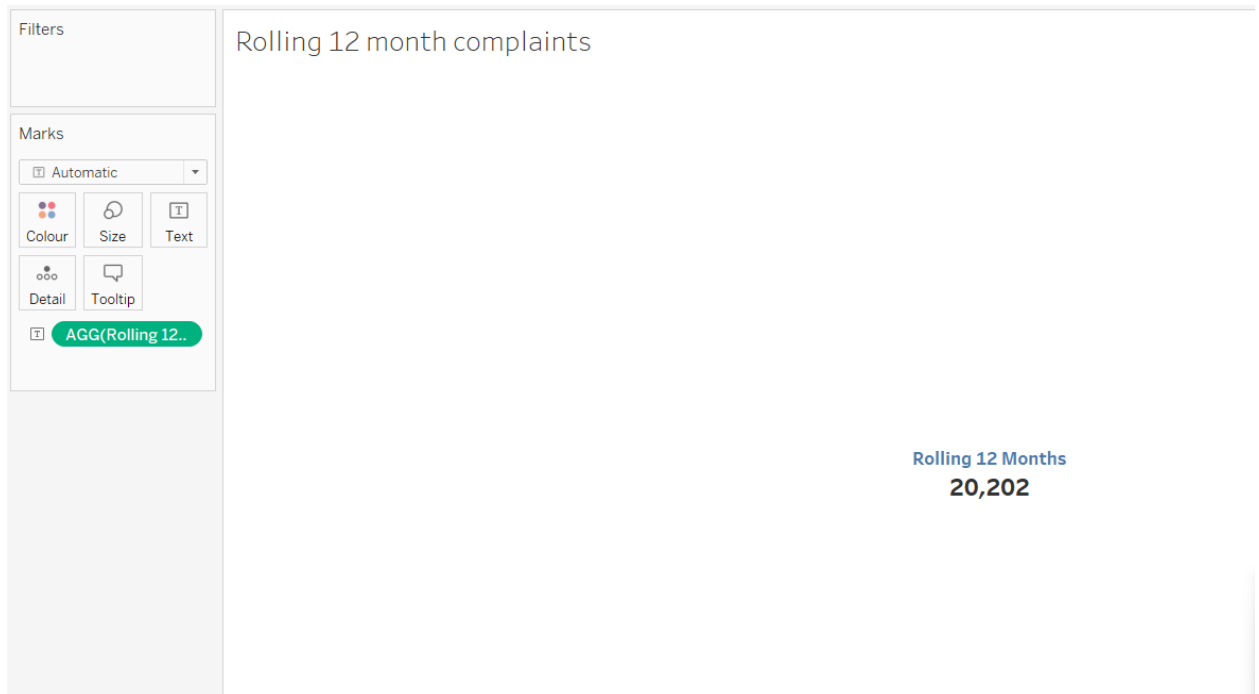 Filters
Rolling 12 month complaints
Marks
T Automatic
T
Colour Size Text
Detail Tooltip
T AGG(Rolling 12..
Rolling 12 Months
20,202